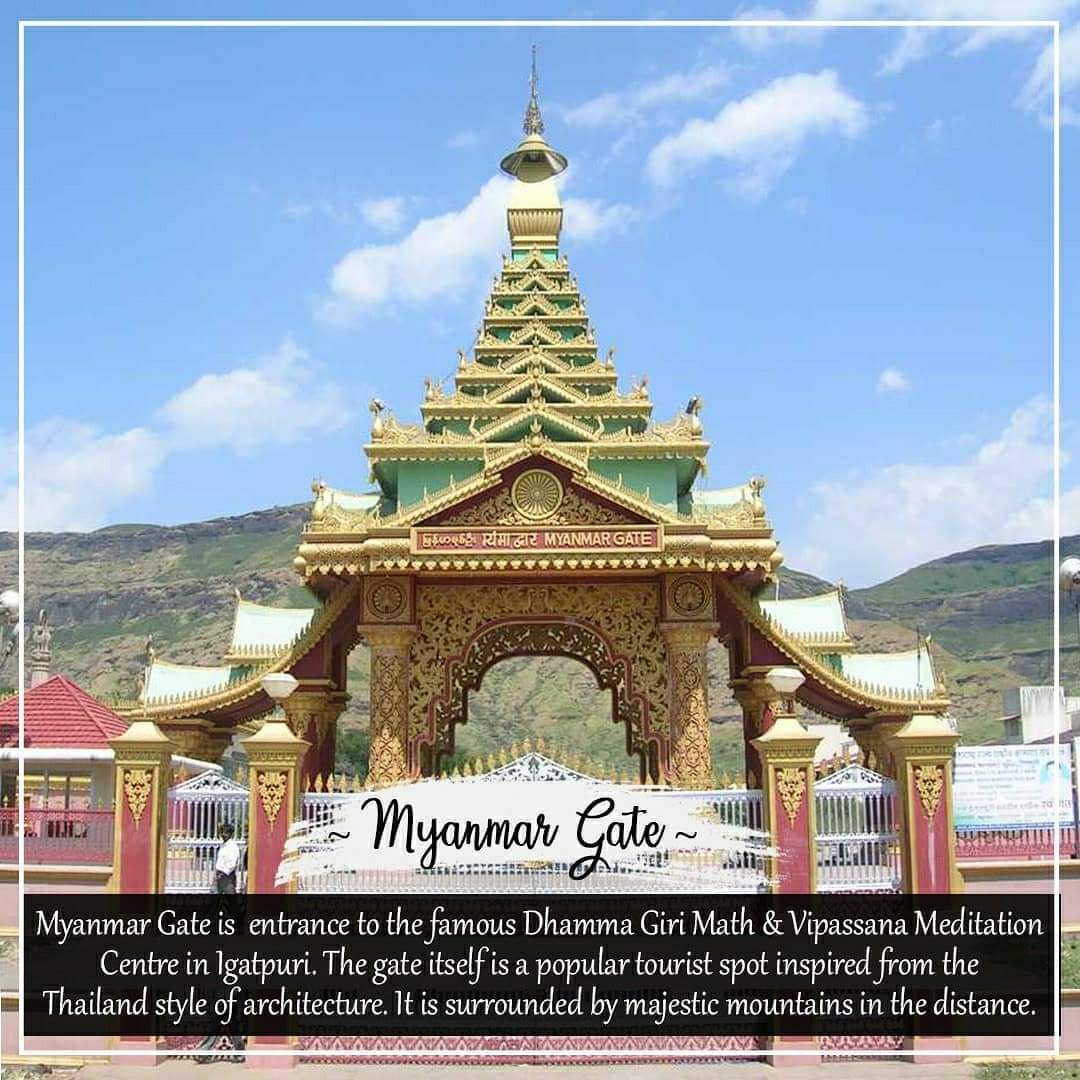 द्वार MYANMAR GATE
~ Myanmar Gate ~
Myanmar Gate is entrance to the famous Dhamma Giri Math & Vipassana Meditation
Centre in Igatpuri. The gate itself is a popular tourist spot inspired from the
Thailand style of architecture. It is surrounded by majestic mountains in the distance.